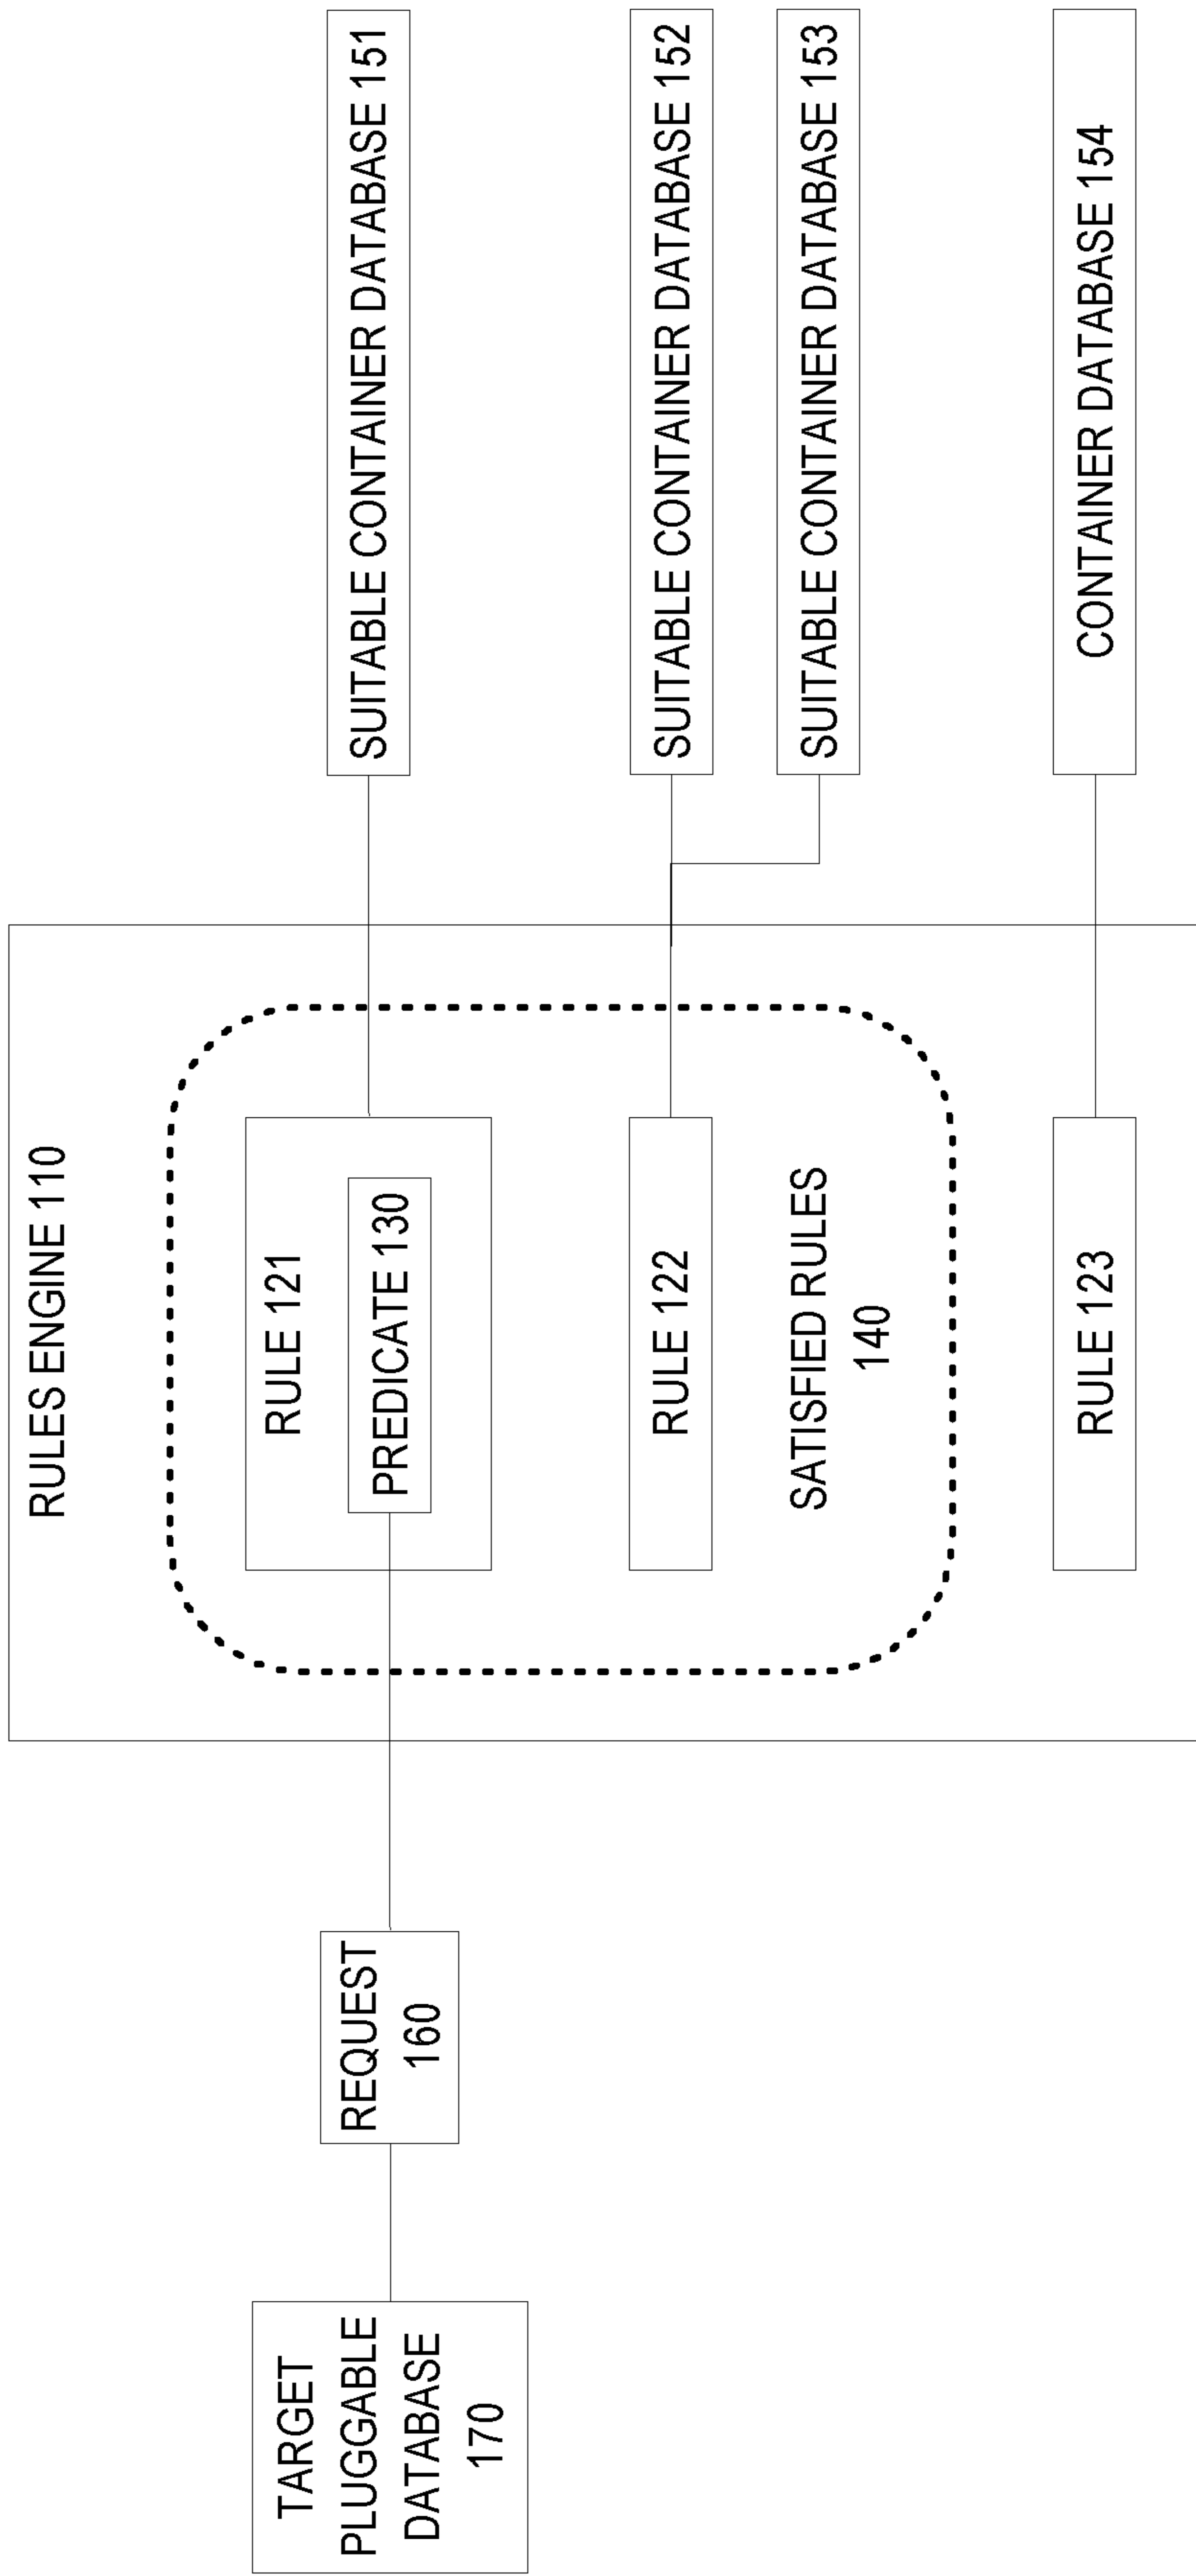 RULES ENGINE 110
TARGET
PLUGGABLE
DATABASE
170
REQUEST
160
RULE 121
PREDICATE 130
SUITABLE CONTAINER DATABASE 151
RULE 122
SUITABLE CONTAINER DATABASE 152
SATISFIED RULES
140
SUITABLE CONTAINER DATABASE 153
RULE 123
CONTAINER DATABASE 154